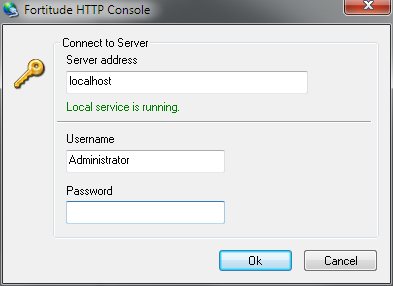 Fortitude HTTP Console
Connect to Server
Server address
localhost
Local service is running.
Username
Administrator
Password
Ok
Cancel